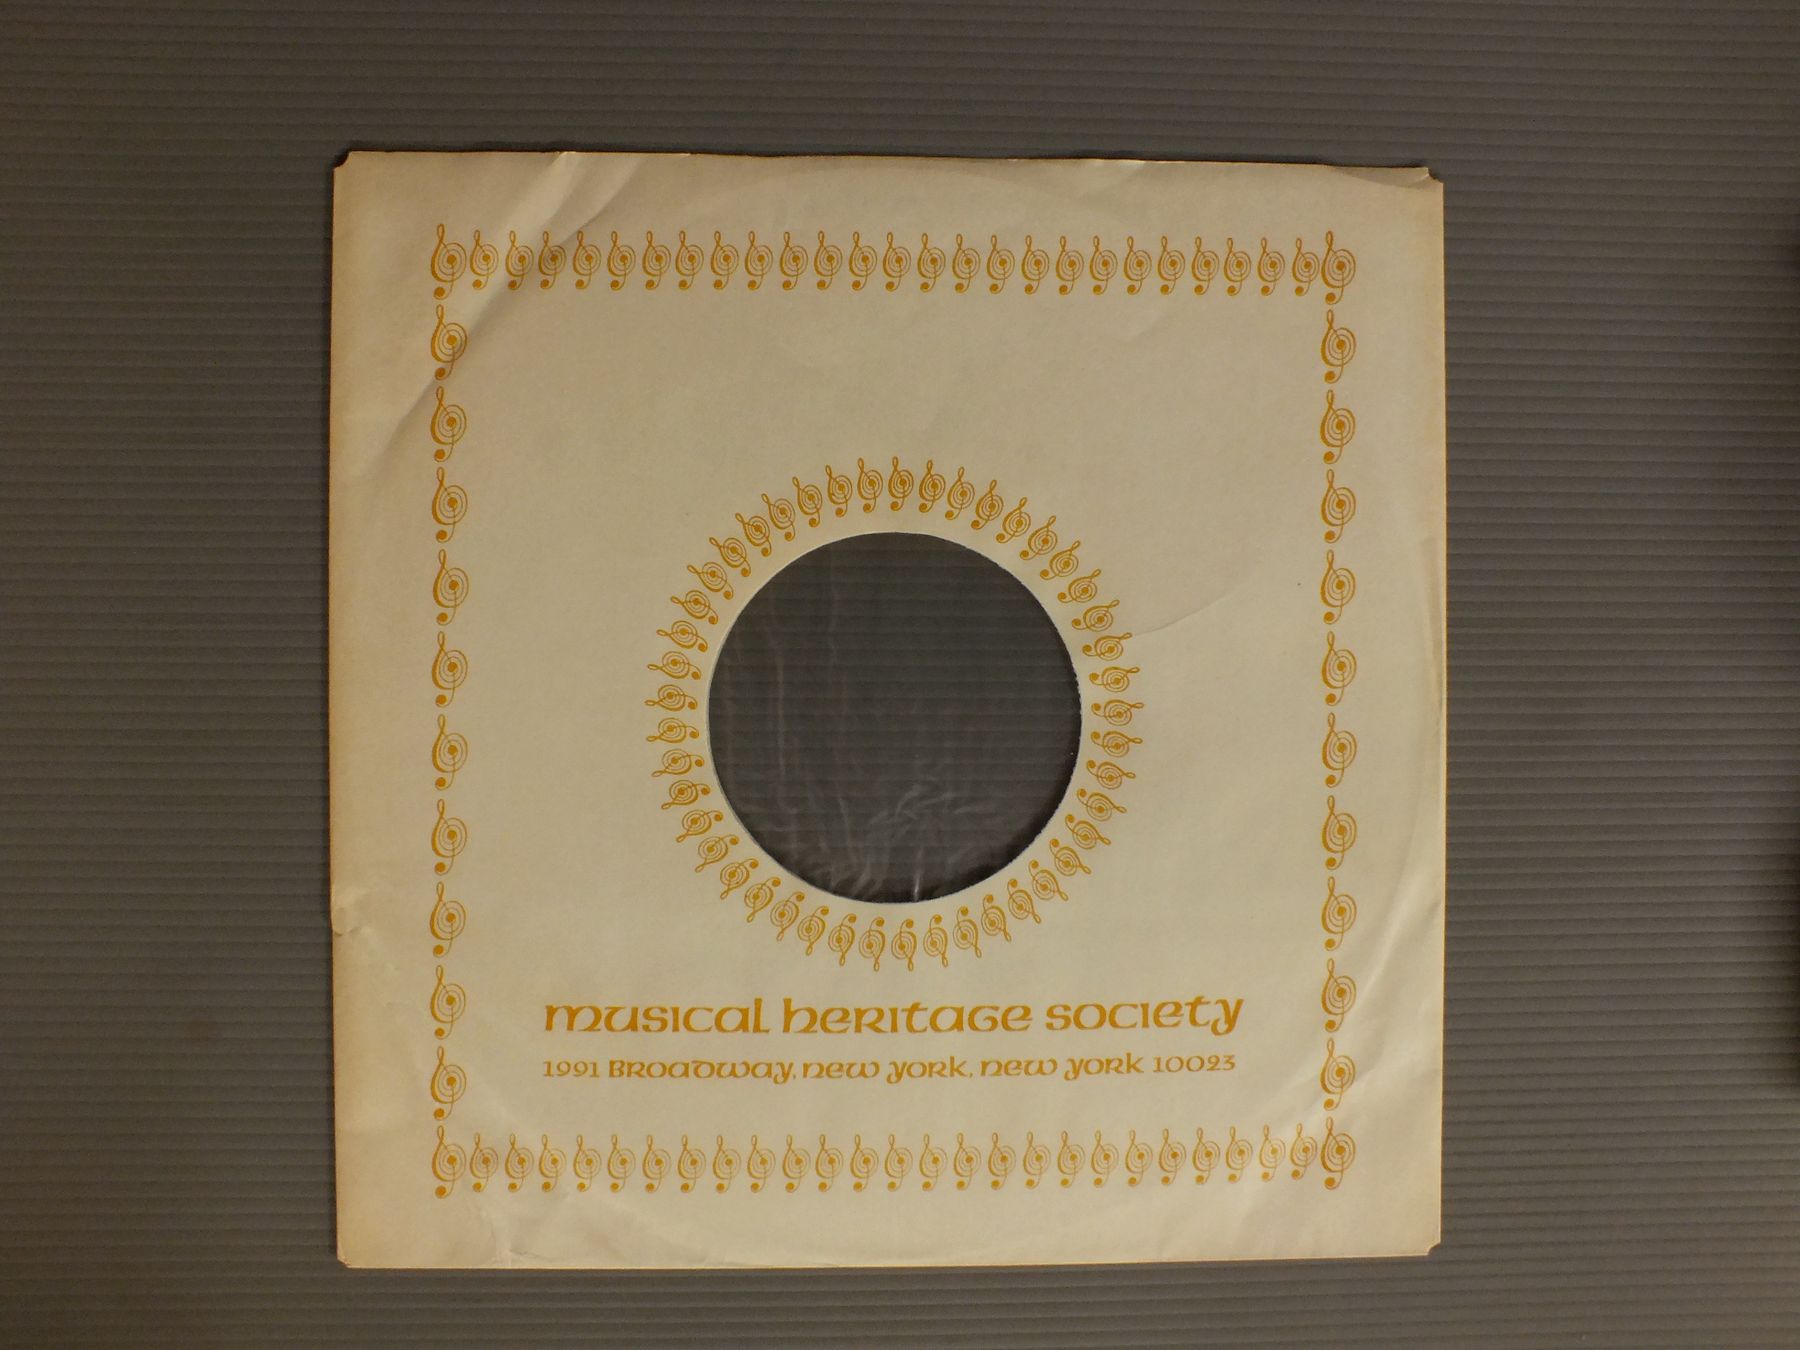 musical heritage society
1991 Broadway, New York, New York 10023